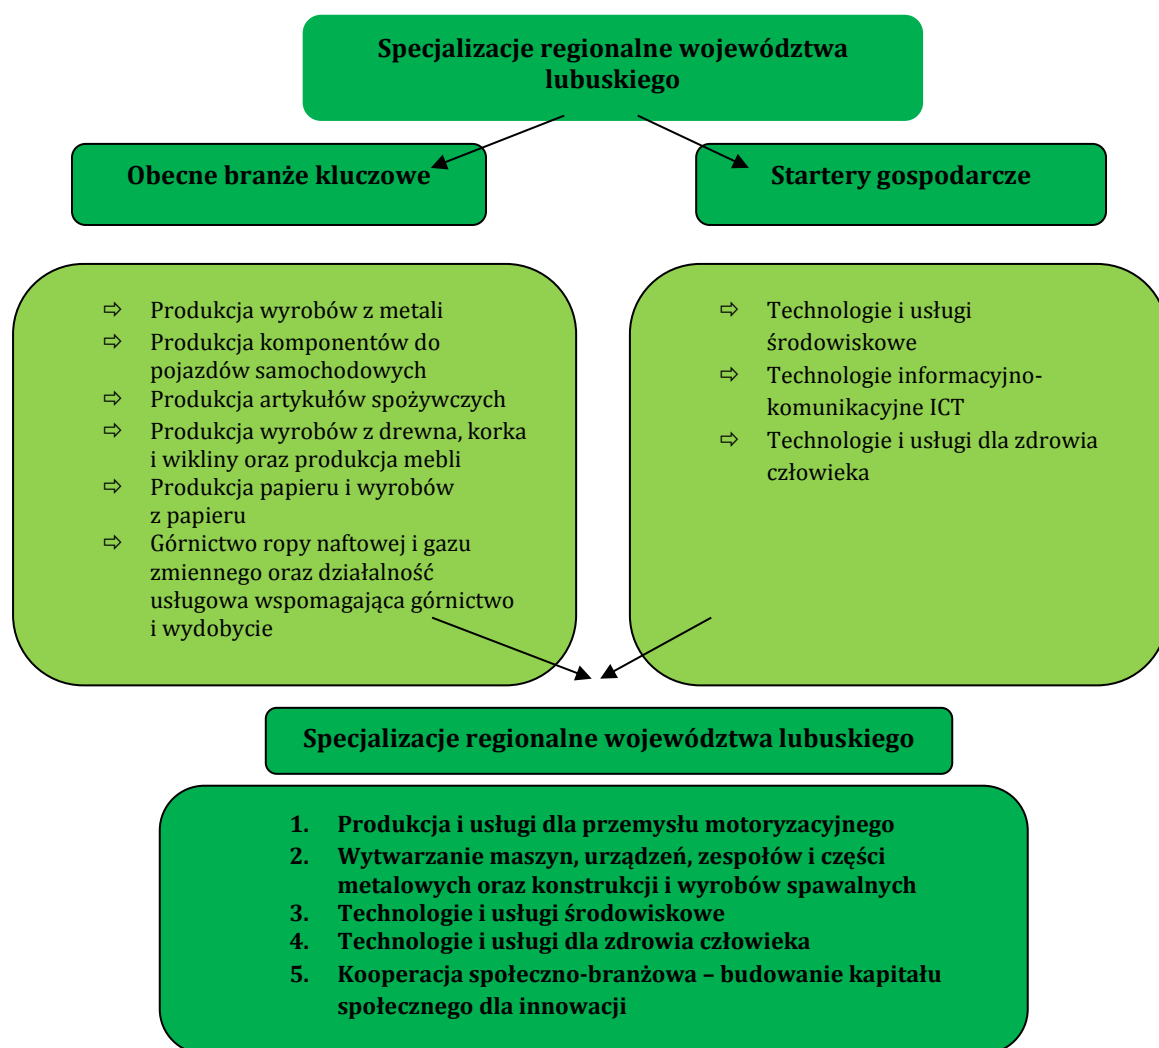 Specjalizacje regionalne województwa
lubuskiego
Obecne branże kluczowe
Startery gospodarcze
⇨ Produkcja wyrobów z metali
⇨ Produkcja komponentów do
pojazdów samochodowych
⇨ Produkcja artykułów spożywczych
⇨ Produkcja wyrobów z drewna, korka
i wikliny oraz produkcja mebli
⇨ Produkcja papieru i wyrobów
z papieru
⇨ Górnictwo ropy naftowej i gazu
zmiennego oraz działalność
usługowa wspomagająca górnictwo
i wydobycie
⇨ Technologie i usługi
środowiskowe
⇨ Technologie informacyjno-
komunikacyjne ICT
⇨ Technologie i usługi dla zdrowia
człowieka
Specjalizacje regionalne województwa lubuskiego
1. Produkcja i usługi dla przemysłu motoryzacyjnego
2. Wytwarzanie maszyn, urządzeń, zespołów i części
metalowych oraz konstrukcji i wyrobów spawalnych
3. Technologie i usługi środowiskowe
4. Technologie i usługi dla zdrowia człowieka
5. Kooperacja społeczno-branżowa – budowanie kapitału
społecznego dla innowacji